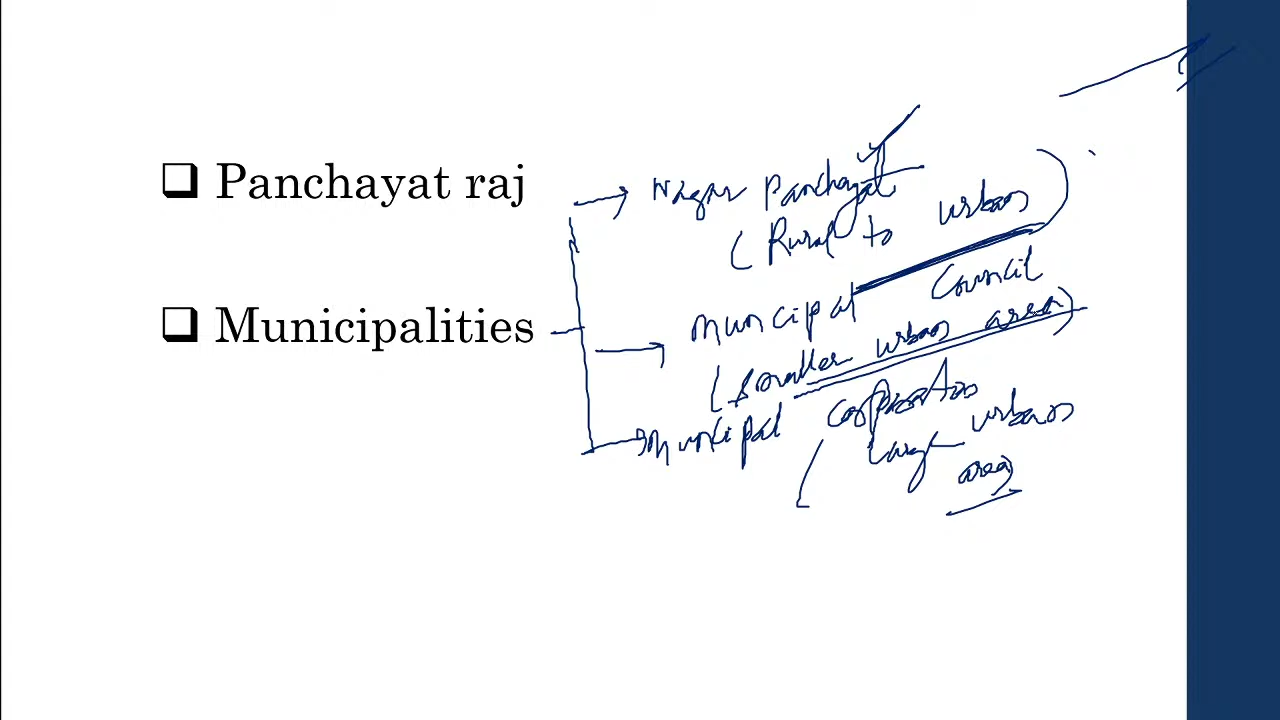 Panchayat raj
Nagar Panchayat
(Rural to urban)
Municipal Council
(Smaller urban area)
Municipalities
Municipal Corporation
(Large urban
area)